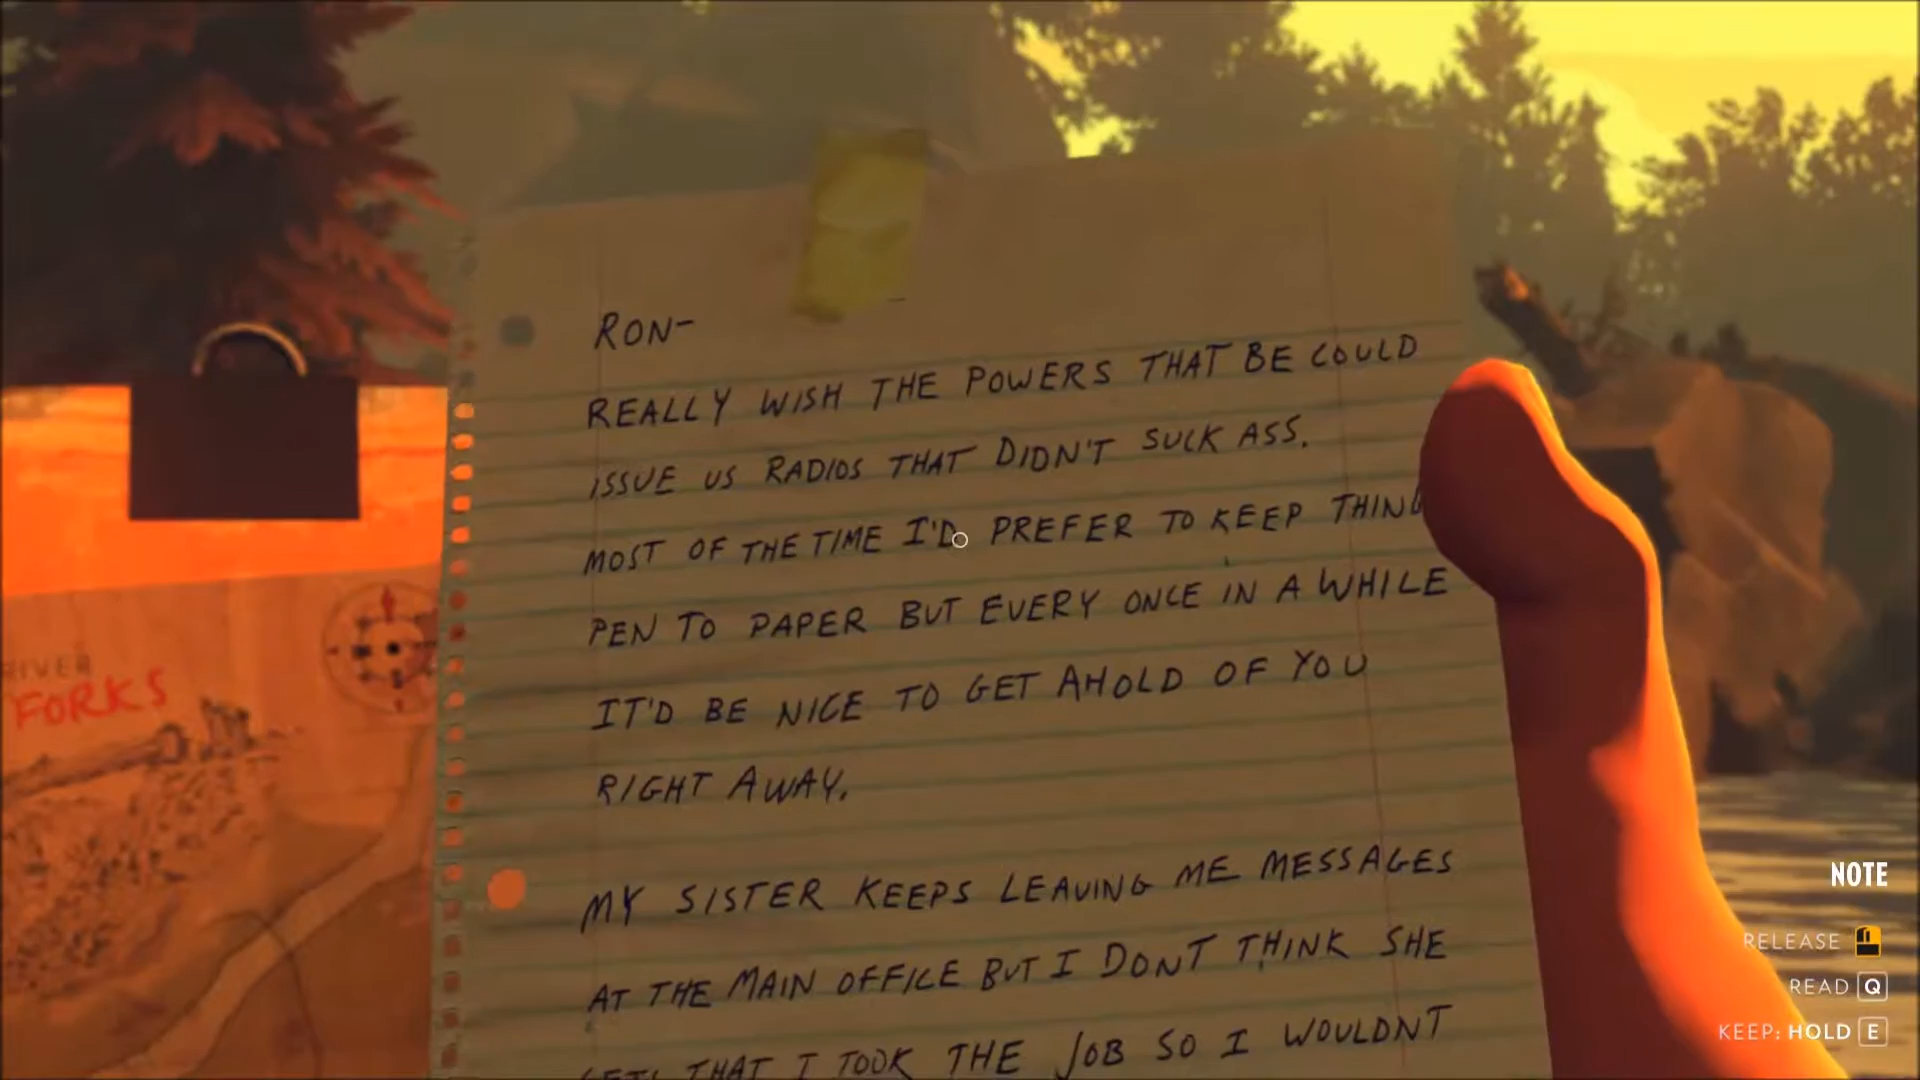 RON-
REALLY WISH THE POWERS THAT BE COULD
ISSUE US RADIOS THAT DIDN'T SUCK ASS.
MOST OF THE TIME I'D PREFER TO KEEP THING
PEN TO PAPER BUT EVERY ONCE IN A WHILE
IT'D BE NICE TO GET AHOLD OF YOU
RIGHT AWAY.
MY SISTER KEEPS LEAVING ME MESSAGES
AT THE MAIN OFFICE BUT I DONT THINK SHE
THAT I TOOK THE JOB SO I WOULDNT
RIVER
FORKS
NOTE
RELEASE
READ Q
KEEP: HOLD E